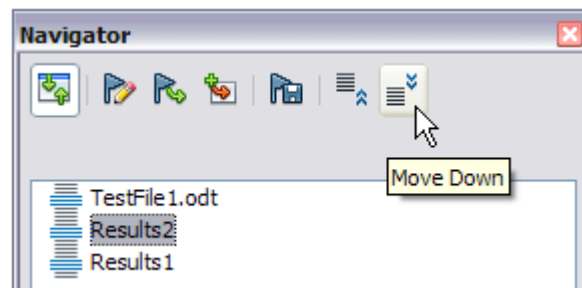 Navigator
Move Down
TestFile1.odt
Results2
Results1